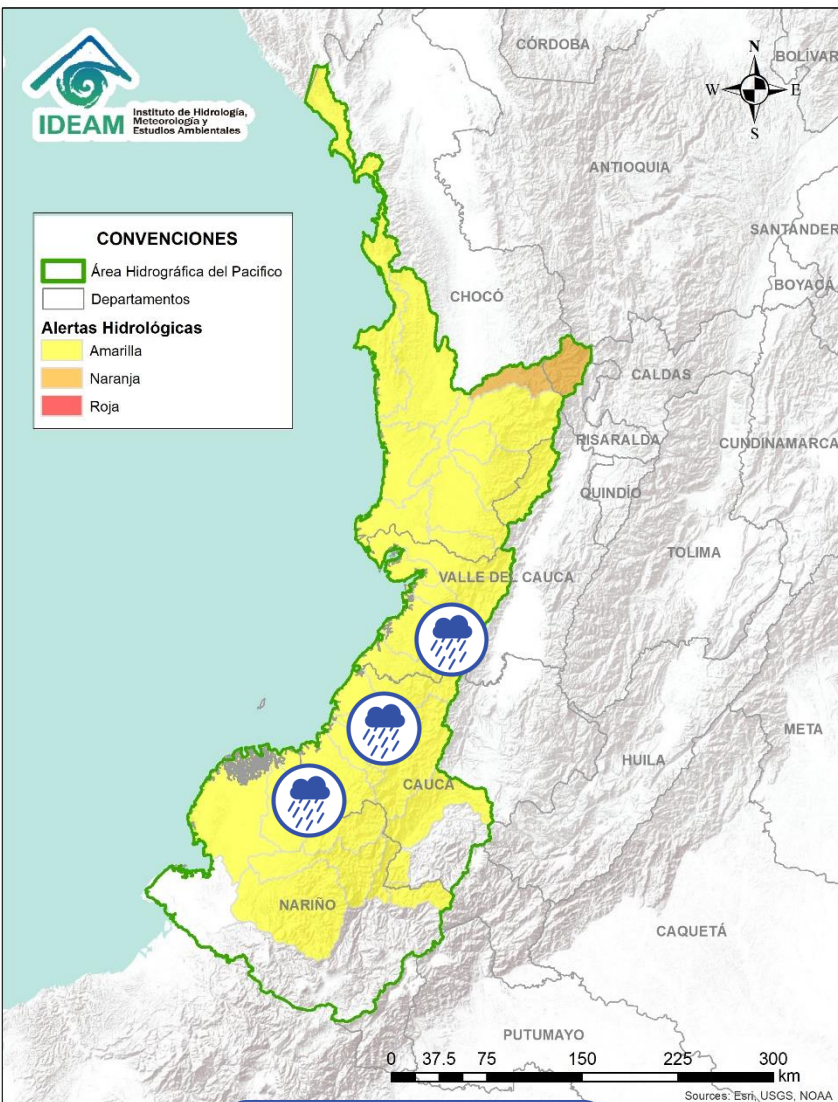 CÓRDOBA
BOLÍVAR
N
W
E
S
IDEAM
Instituto de Hidrología,
Meteorología y
Estudios Ambientales
ANTIOQUIA
SANTANDER
BOYACÁ
CONVENCIONES
Área Hidrográfica del Pacifico
Departamentos
Alertas Hidrológicas
Amarilla
Naranja
Roja
CHOCÓ
CALDAS
RISARALDA
CUNDINAMARCA
QUINDÍO
TOLIMA
VALLE DEL CAUCA
META
HUILA
CAUCA
NARIÑO
CAQUETÁ
PUTUMAYO
0 37.5 75 150 225 300
km
Sources: Esri, USGS, NOAA